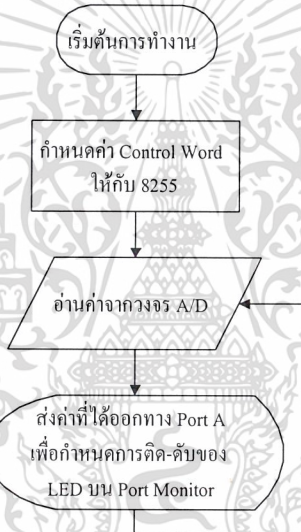 เริ่มต้นการทำงาน
กำหนดค่า Control Word
ให้กับ 8255
อ่านค่าจากวงจร A/D
ส่งค่าที่ได้ออกทาง Port A
เพื่อกำหนดการติด-ดับของ
LED บน Port Monitor